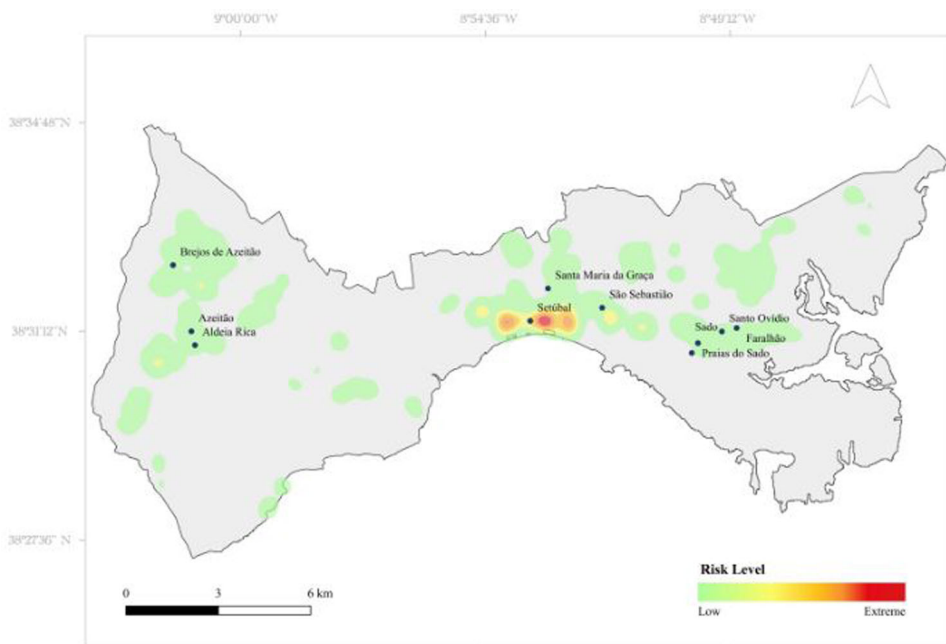 9°00'00"W
8°54'36"W
8°49'12"W
38°34'48"N
38°31'12"N
38°27'36"N
Brejos de Azeitão
Azeitão
Aldeia Rica
Santa Maria da Graça
São Sebastião
Setúbal
Santo Ovídio
Sado
Faralhão
Praias do Sado
0
3
6 km
Risk Level
Low
Extreme